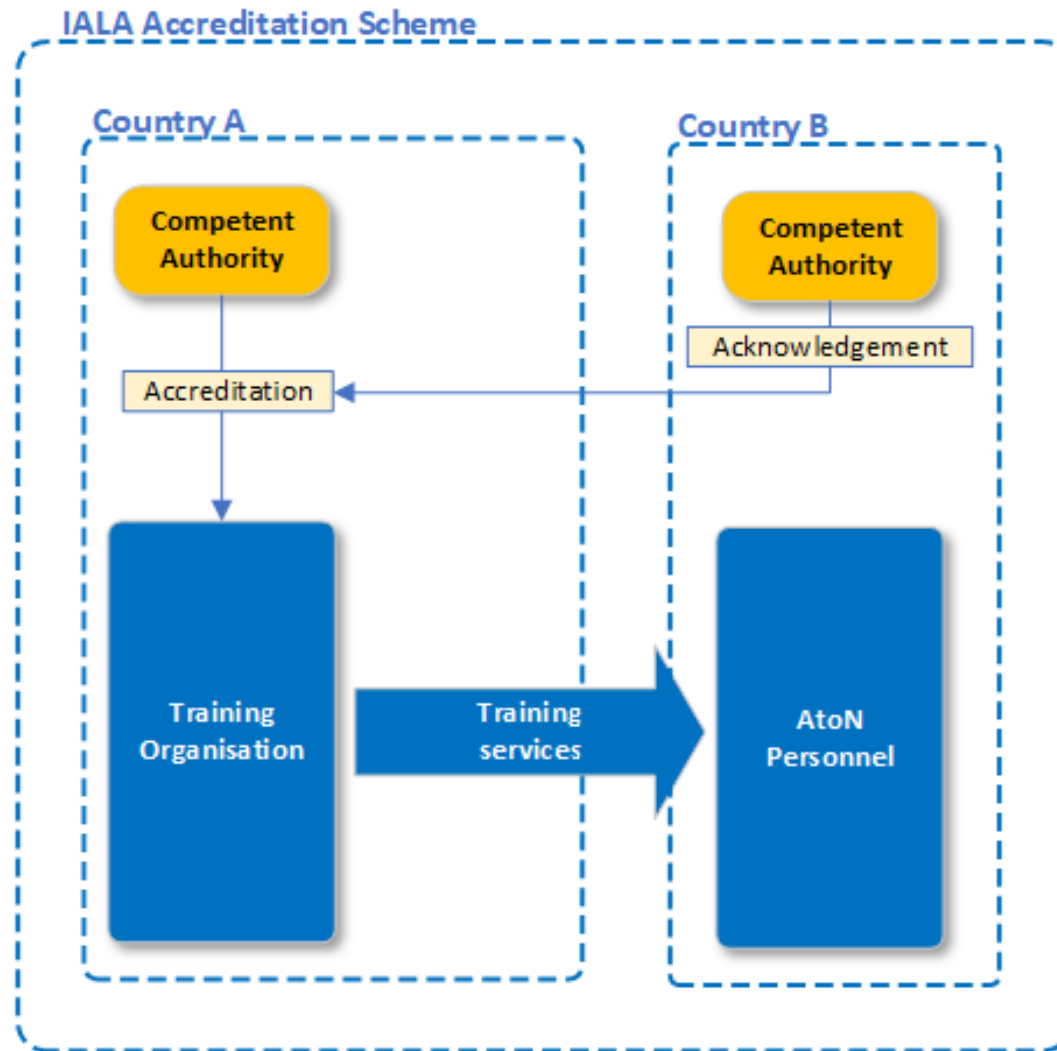 IALA Accreditation Scheme
Country A
Country B
Competent
Authority
Competent
Authority
Acknowledgement
Accreditation
Training
Organisation
Training
services
AtoN
Personnel